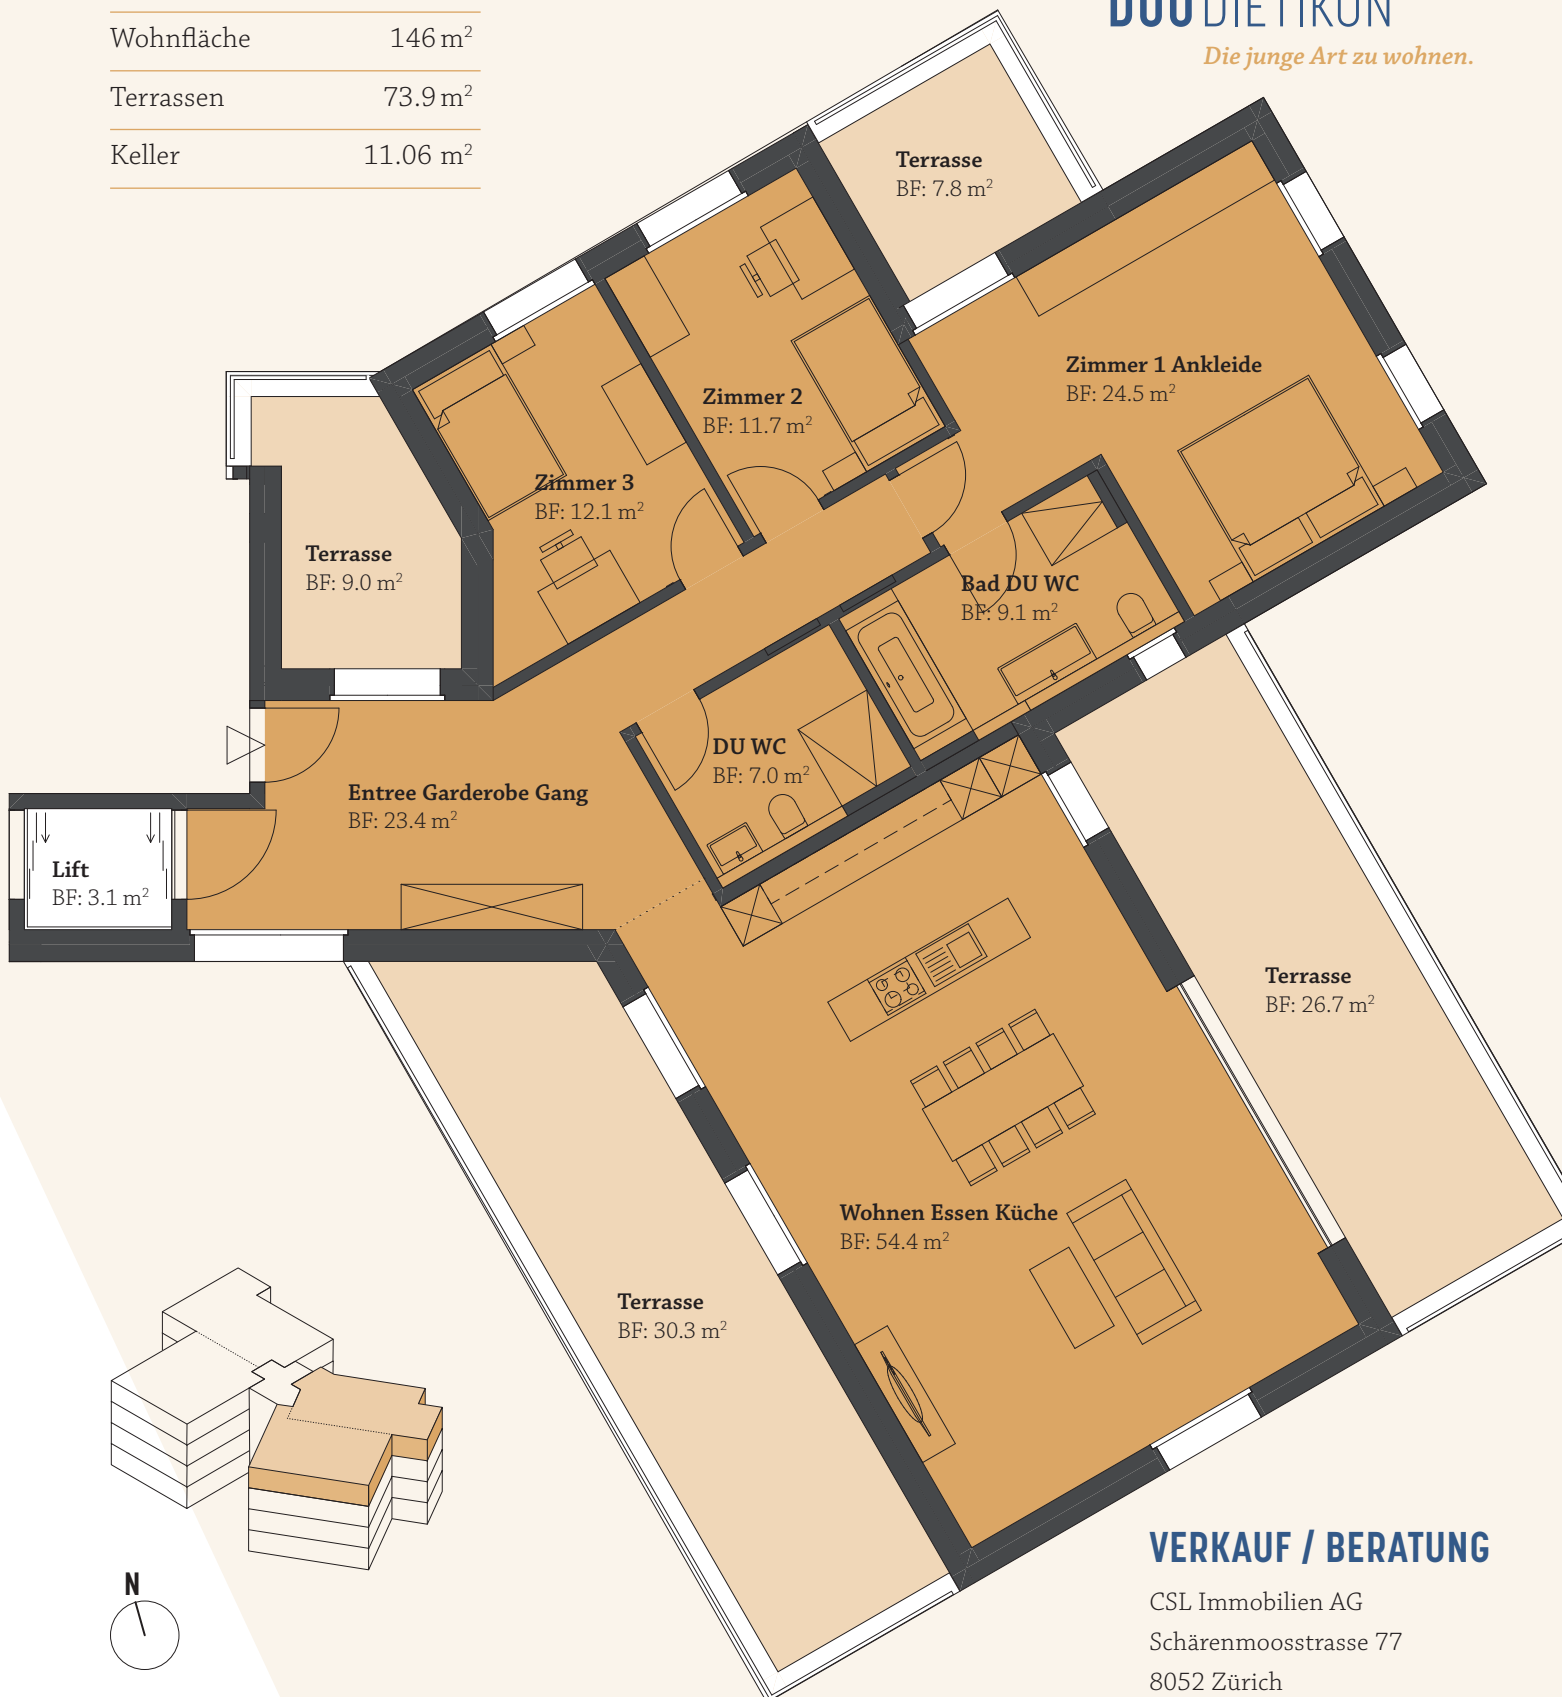 Wohnfläche 146 m²
Terrassen 73.9 m²
Keller 11.06 m²
DUO DIETIKON
Die junge Art zu wohnen.
Terrasse
BF: 7.8 m²
Zimmer 1 Ankleide
BF: 24.5 m²
Zimmer 2
BF: 11.7 m²
Zimmer 3
BF: 12.1 m²
Terrasse
BF: 9.0 m²
Bad DU WC
BF: 9.1 m²
DU WC
BF: 7.0 m²
Entree Garderobe Gang
BF: 23.4 m²
Lift
BF: 3.1 m²
Terrasse
BF: 26.7 m²
Wohnen Essen Küche
BF: 54.4 m²
Terrasse
BF: 30.3 m²
N
VERKAUF / BERATUNG
CSL Immobilien AG
Schärenmoosstrasse 77
8052 Zürich